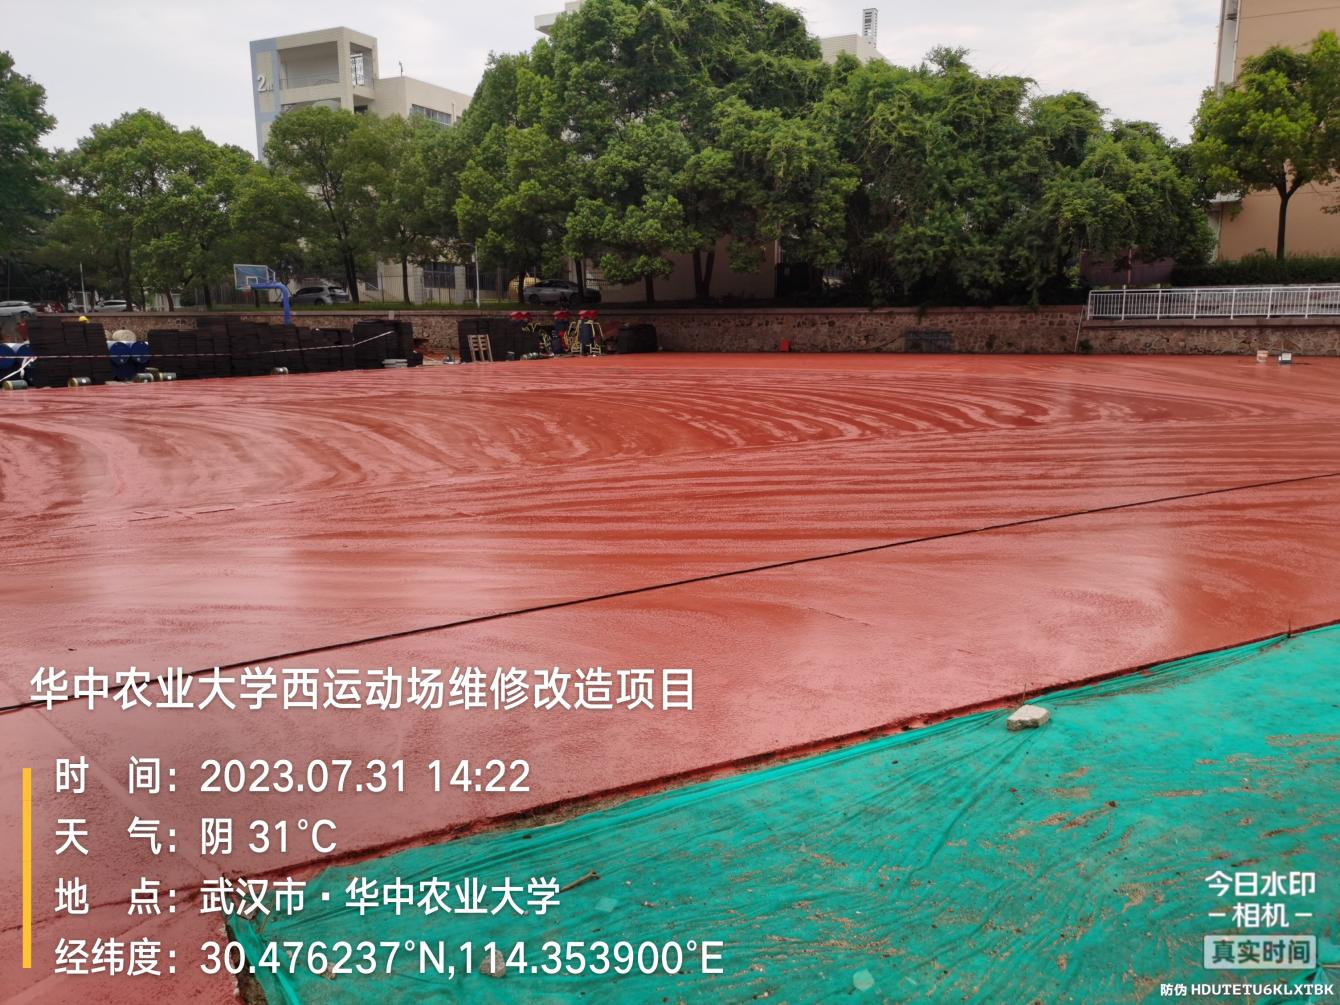 2
华中农业大学西运动场维修改造项目
时 间：2023.07.31 14:22
天 气：阴 31°C
地 点：武汉市·华中农业大学
经纬度：30.476237°N,114.353900°E
今日水印
－相机－
真实时间
防伪 HDUTETU6KLXTBK